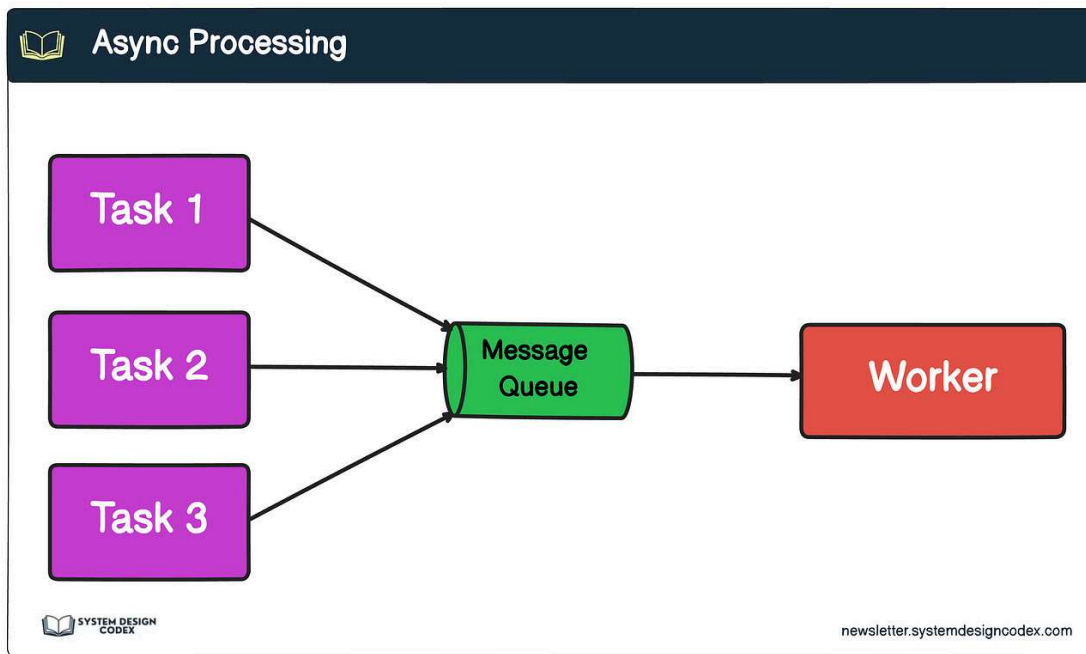 Async Processing
Task 1
Task 2
Task 3
Message
Queue
Worker
SYSTEM DESIGN
CODEX
newsletter.systemdesigncodex.com